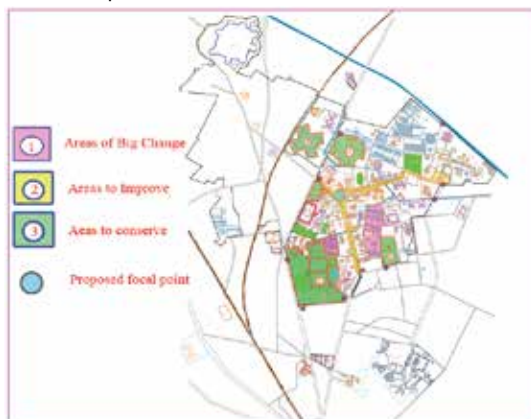 1 Areas of Big Change
2 Areas to Improve
3 Aeas to conserve
Proposed focal point